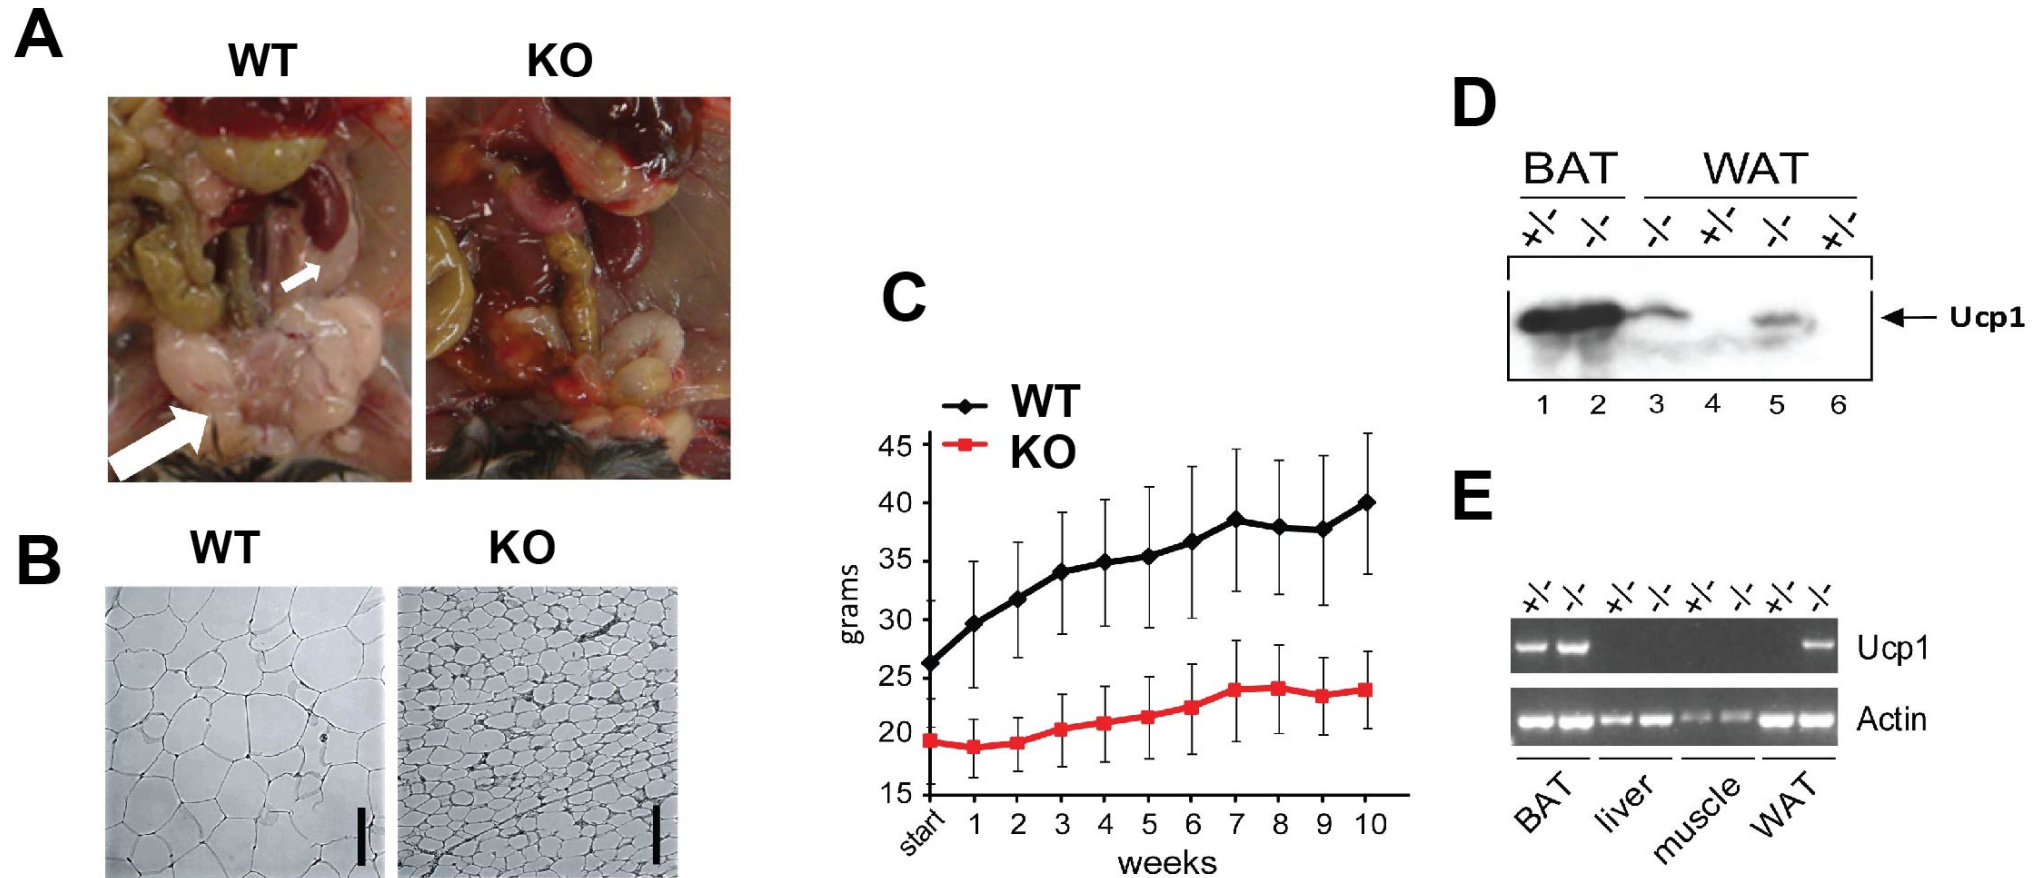 A
WT KO
B
WT KO
C
WT
KO
grams
45
40
35
30
25
20
15
start 1 2 3 4 5 6 7 8 9 10
weeks
D
BAT WAT
+/- -/- -/- +/- -/- +/-
Ucp1
1 2 3 4 5 6
E
+/- -/- +/- -/- +/- -/- +/- -/-
Ucp1
Actin
BAT liver muscle WAT